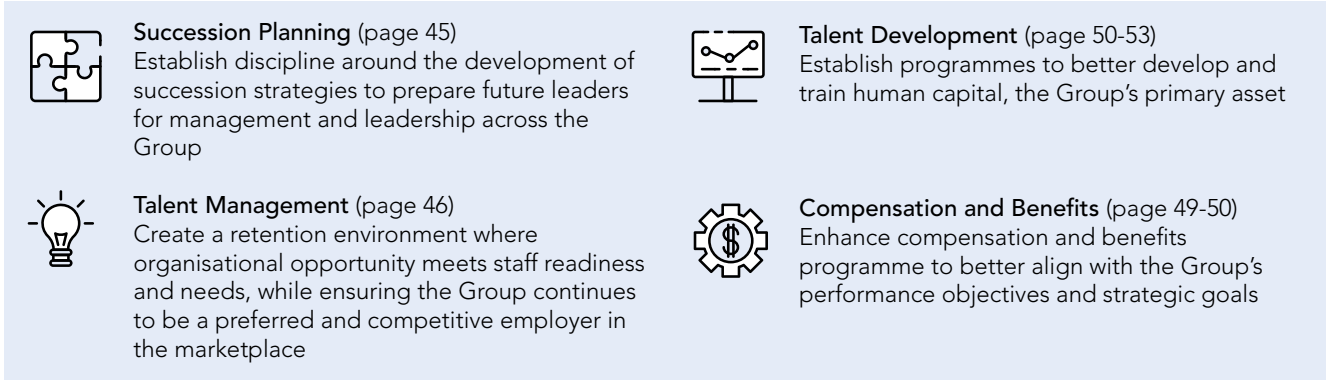 Succession Planning (page 45)
Establish discipline around the development of
succession strategies to prepare future leaders
for management and leadership across the
Group
Talent Management (page 46)
Create a retention environment where
organisational opportunity meets staff readiness
and needs, while ensuring the Group continues
to be a preferred and competitive employer in
the marketplace
Talent Development (page 50-53)
Establish programmes to better develop and
train human capital, the Group’s primary asset
$
Compensation and Benefits (page 49-50)
Enhance compensation and benefits
programme to better align with the Group’s
performance objectives and strategic goals